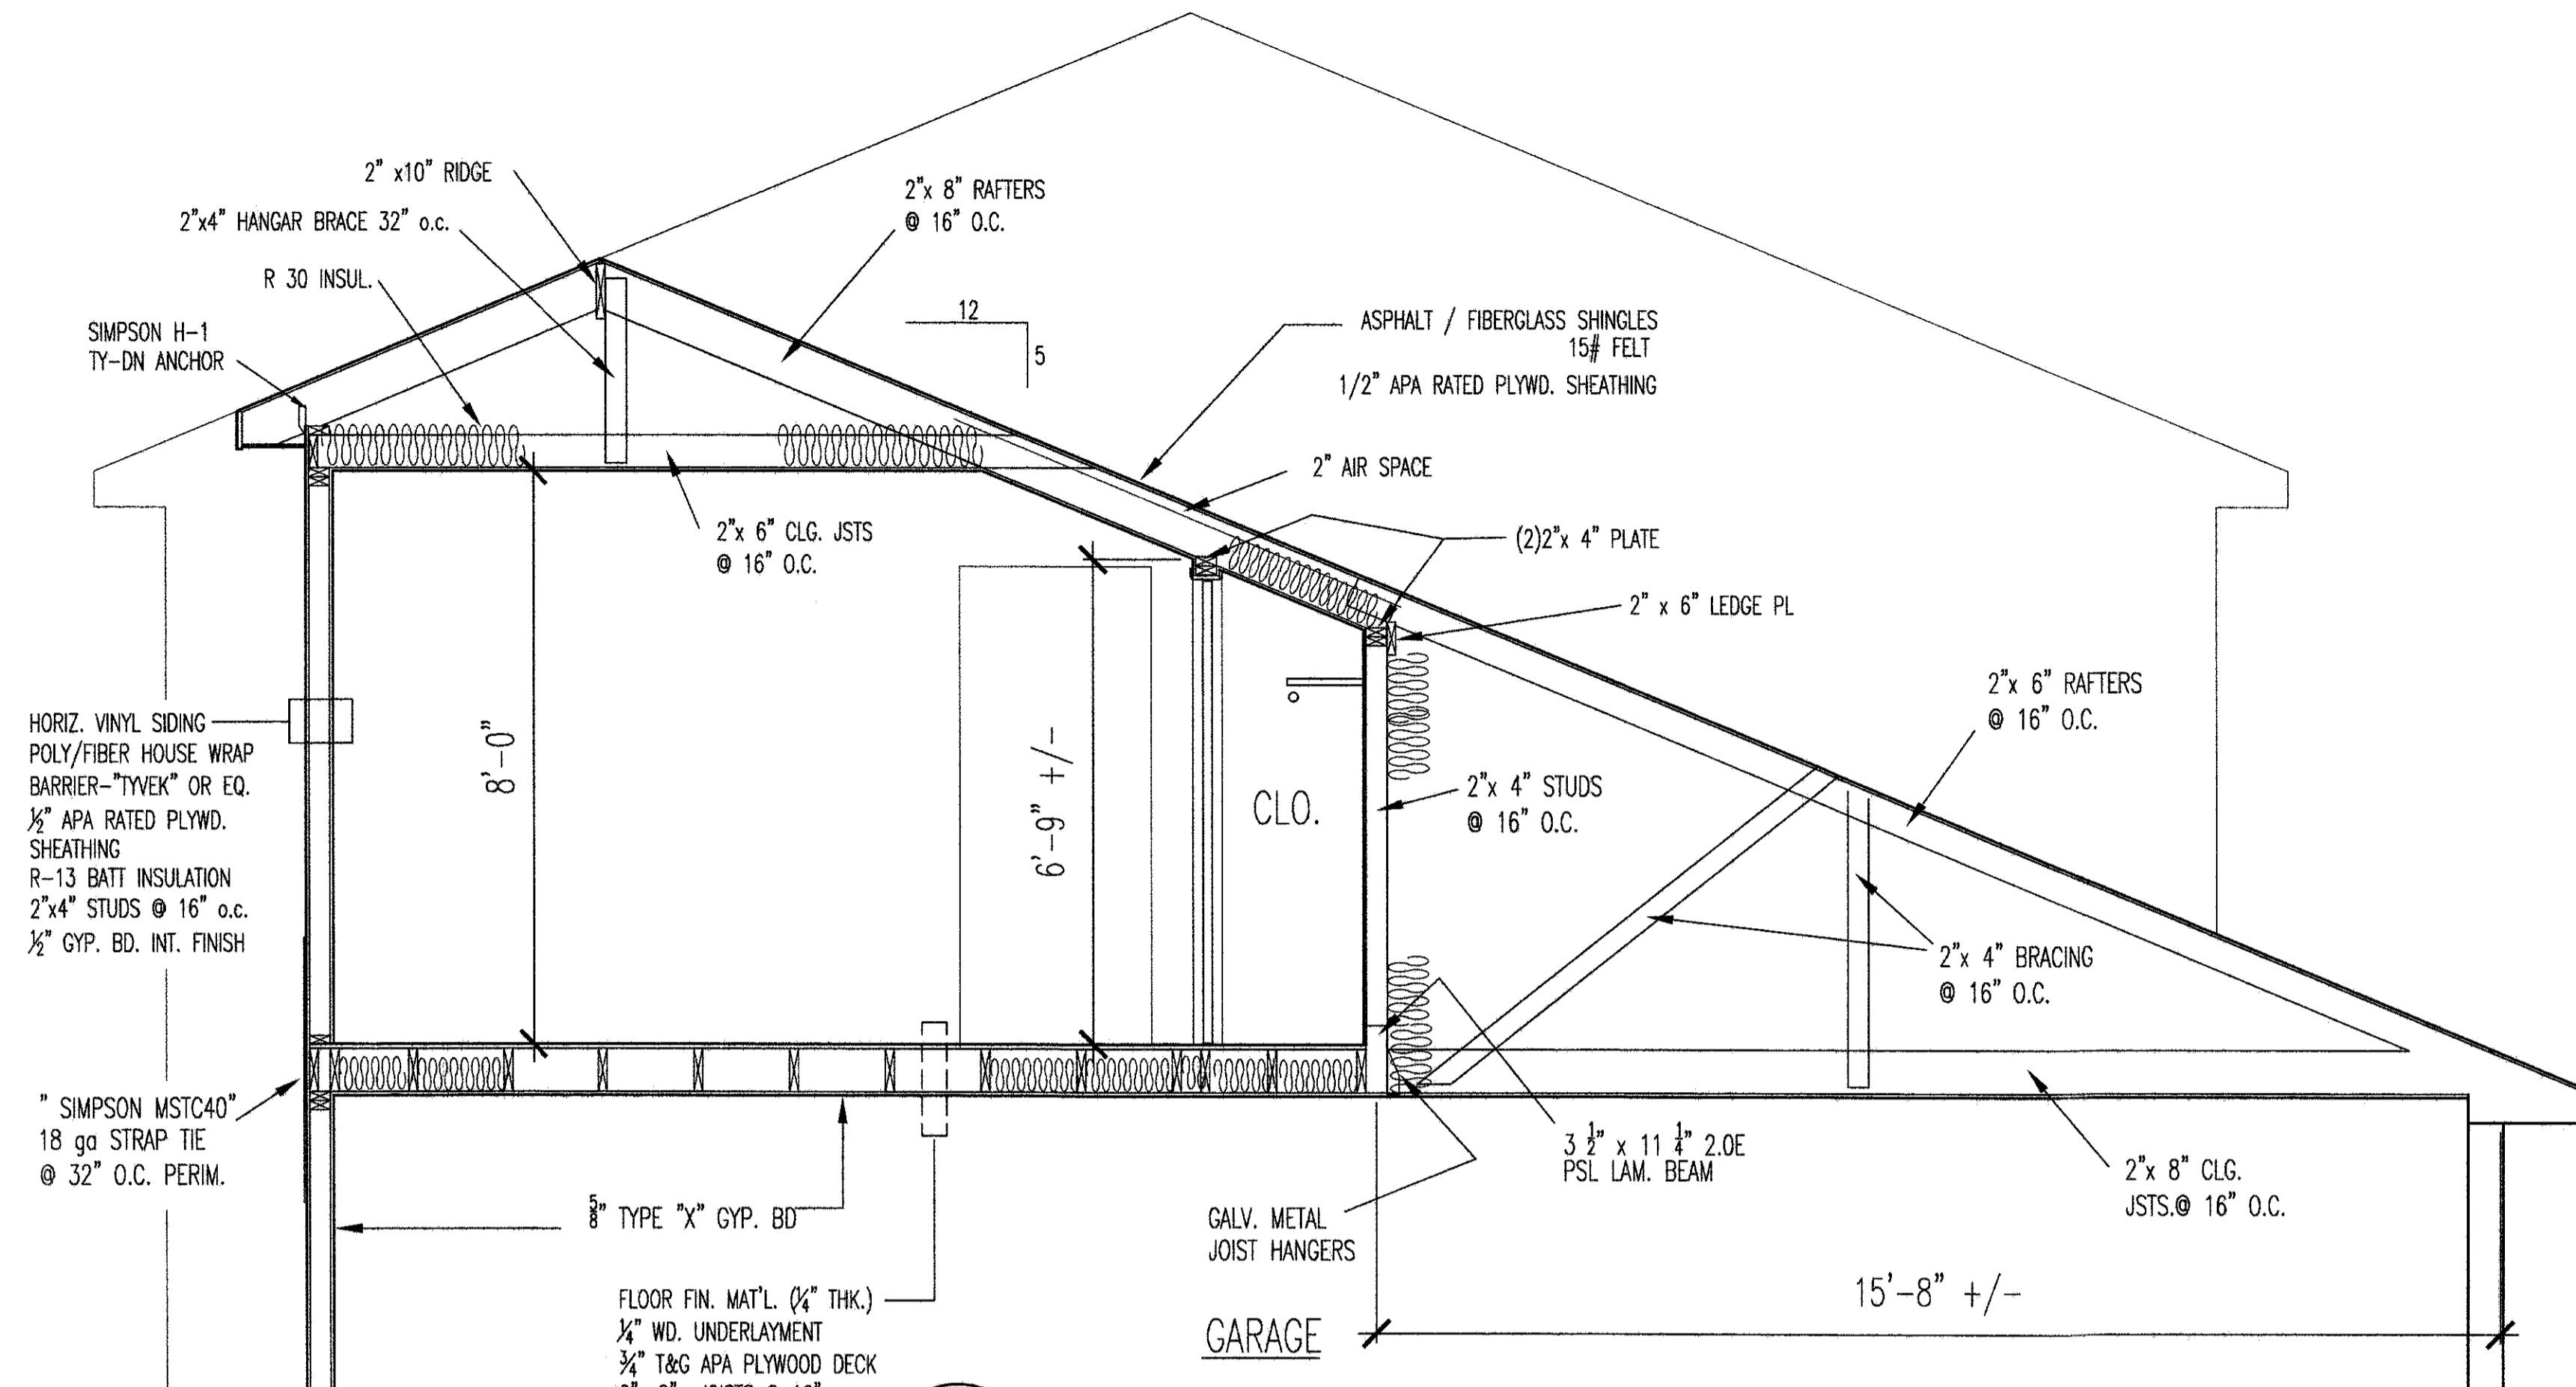 2" x10" RIDGE
2"x4" HANGAR BRACE 32" o.c.
R 30 INSUL.
SIMPSON H-1
TY-DN ANCHOR
2"x 8" RAFTERS
@ 16" O.C.
12
5
ASPHALT / FIBERGLASS SHINGLES
15# FELT
1/2" APA RATED PLYWD. SHEATHING
2" AIR SPACE
(2)2"x 4" PLATE
2" x 6" LEDGE PL
2"x 6" CLG. JSTS
@ 16" O.C.
2"x 6" RAFTERS
@ 16" O.C.
HORIZ. VINYL SIDING
POLY/FIBER HOUSE WRAP
BARRIER-"TYVEK" OR EQ.
½" APA RATED PLYWD.
SHEATHING
R-13 BATT INSULATION
2"x4" STUDS @ 16" o.c.
½" GYP. BD. INT. FINISH
8'-0"
6'-9" +/-
CLO.
2"x 4" STUDS
@ 16" O.C.
2"x 4" BRACING
@ 16" O.C.
" SIMPSON MSTC40"
18 ga STRAP TIE
@ 32" O.C. PERIM.
⅝" TYPE "X" GYP. BD
3 ½" x 11 ¼" 2.0E
PSL LAM. BEAM
2"x 8" CLG.
JSTS.@ 16" O.C.
GALV. METAL
JOIST HANGERS
FLOOR FIN. MAT'L. (¼" THK.)
¼" WD. UNDERLAYMENT
¾" T&G APA PLYWOOD DECK
GARAGE
15'-8" +/-